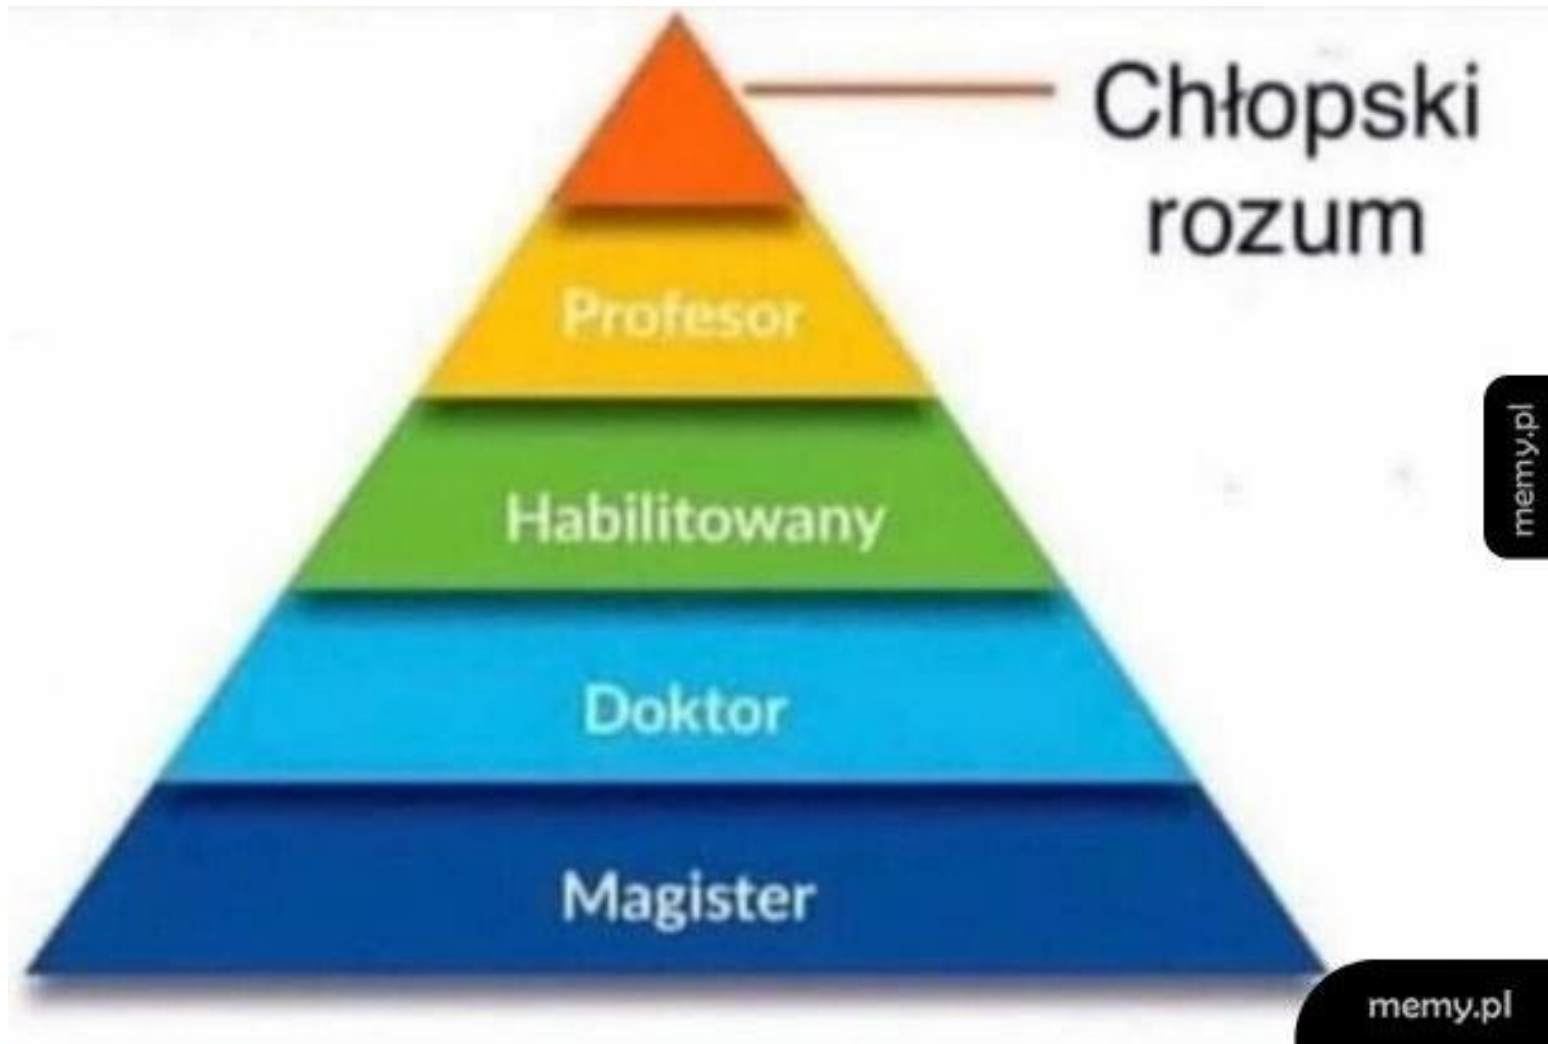 Chłopski
rozum
Profesor
Habilitowany
Doktor
Magister
memy.pl
memy.pl